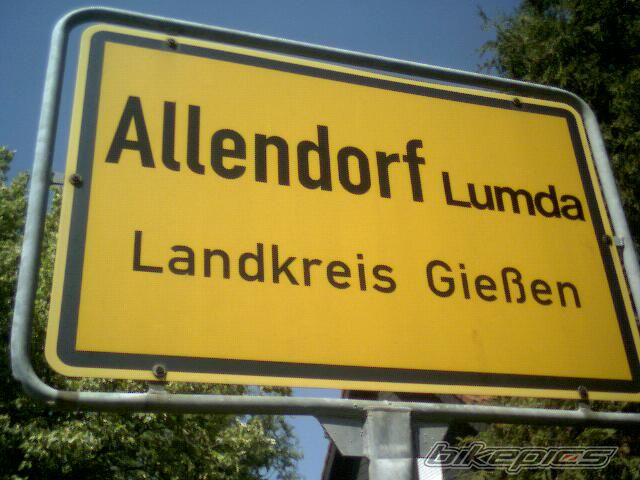 Allendorf Lumda
Landkreis Gießen
bikepics